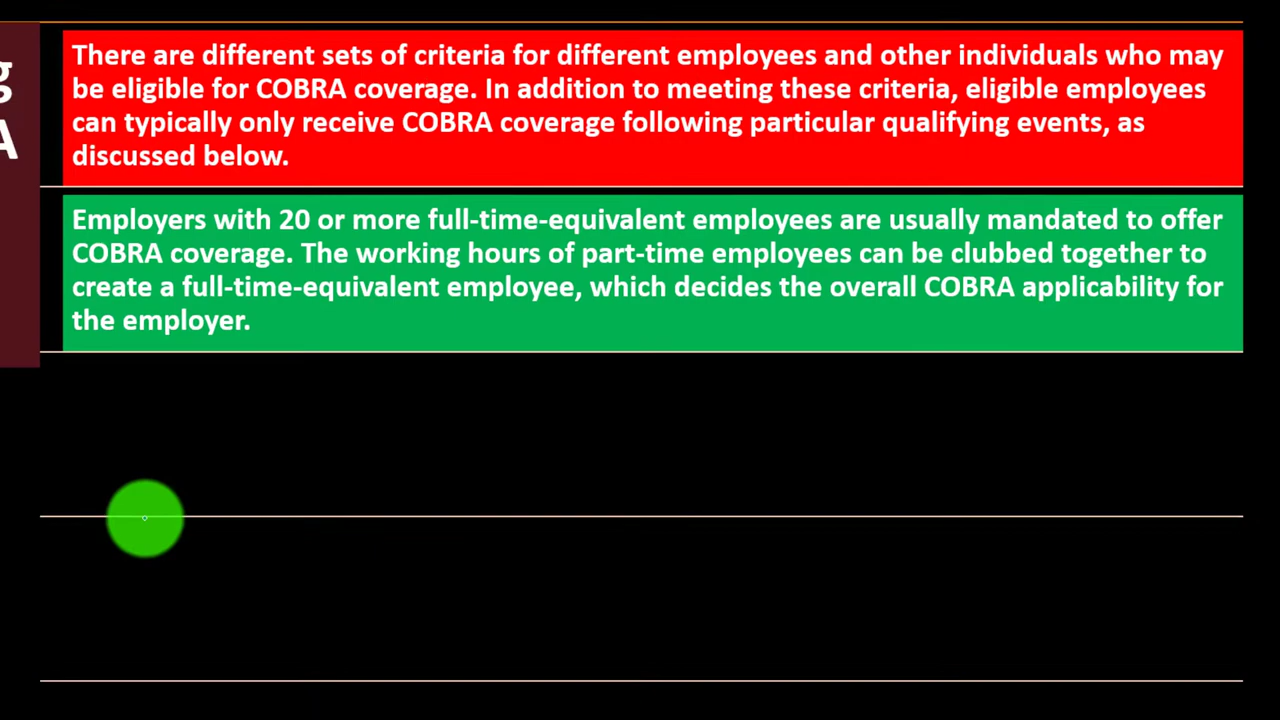 g
A
There are different sets of criteria for different employees and other individuals who may
be eligible for COBRA coverage. In addition to meeting these criteria, eligible employees
can typically only receive COBRA coverage following particular qualifying events, as
discussed below.
Employers with 20 or more full-time-equivalent employees are usually mandated to offer
COBRA coverage. The working hours of part-time employees can be clubbed together to
create a full-time-equivalent employee, which decides the overall COBRA applicability for
the employer.